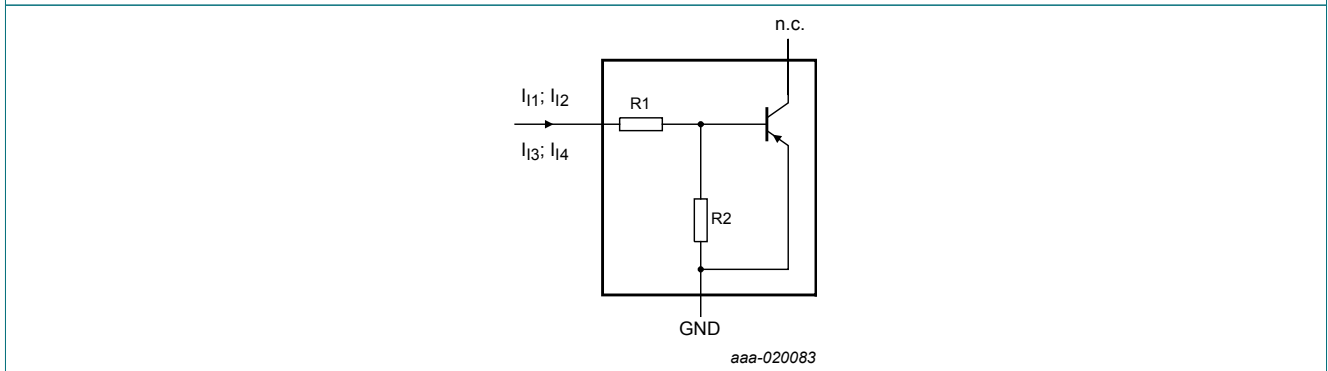 n.c.
I_I1; I_I2
R1
I_I3; I_I4
R2
GND
aaa-020083